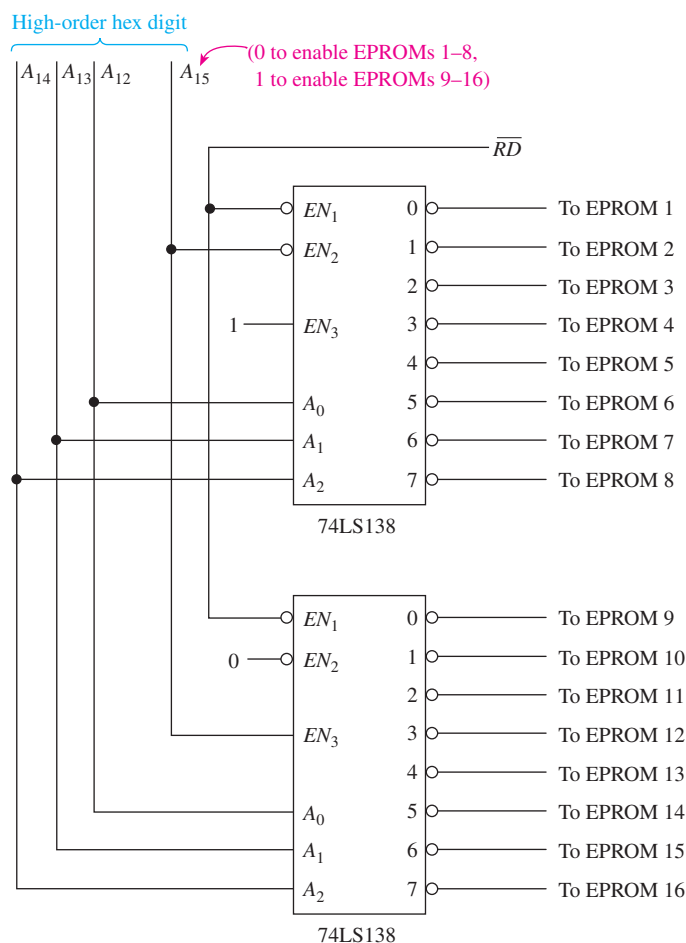 High-order hex digit
A14 A13 A12 A15
(0 to enable EPROMs 1–8,
1 to enable EPROMs 9–16)
R̅D̅
EN1 0 To EPROM 1
EN2 1 To EPROM 2
2 To EPROM 3
1 EN3 3 To EPROM 4
4 To EPROM 5
A0 5 To EPROM 6
A1 6 To EPROM 7
A2 7 To EPROM 8
74LS138
EN1 0 To EPROM 9
0 EN2 1 To EPROM 10
2 To EPROM 11
EN3 3 To EPROM 12
4 To EPROM 13
A0 5 To EPROM 14
A1 6 To EPROM 15
A2 7 To EPROM 16
74LS138